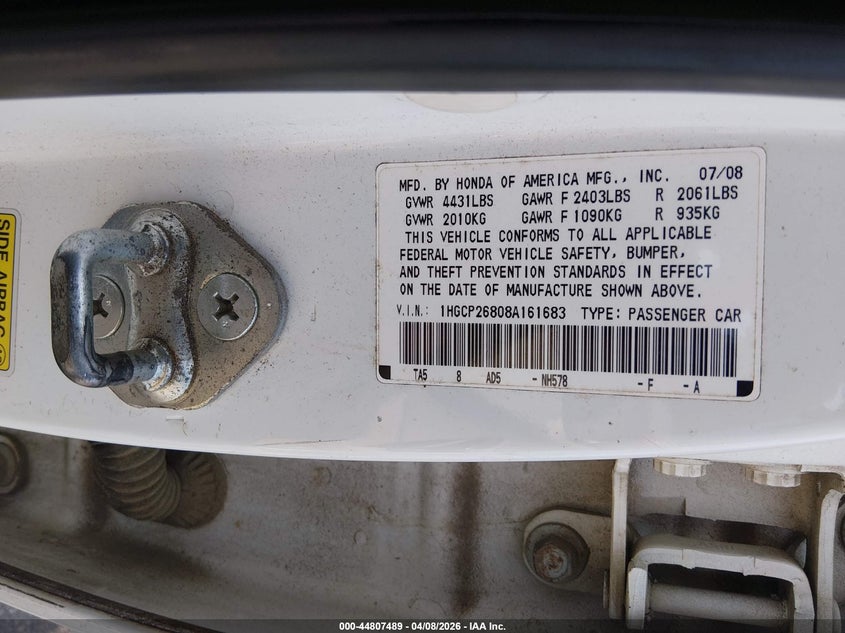 SIDE AIRBAG
MFD. BY HONDA OF AMERICA MFG., INC. 07/08
GVWR 4431LBS GAWR F 2403LBS R 2061LBS
GVWR 2010KG GAWR F 1090KG R 935KG
THIS VEHICLE CONFORMS TO ALL APPLICABLE
FEDERAL MOTOR VEHICLE SAFETY, BUMPER,
AND THEFT PREVENTION STANDARDS IN EFFECT
ON THE DATE OF MANUFACTURE SHOWN ABOVE.
V.I.N.: 1HGCP26808A161683 TYPE: PASSENGER CAR
TA5 8 AD5 - NH578 - F - A
000-44807489 | 04/08/2026 | IAA Inc.